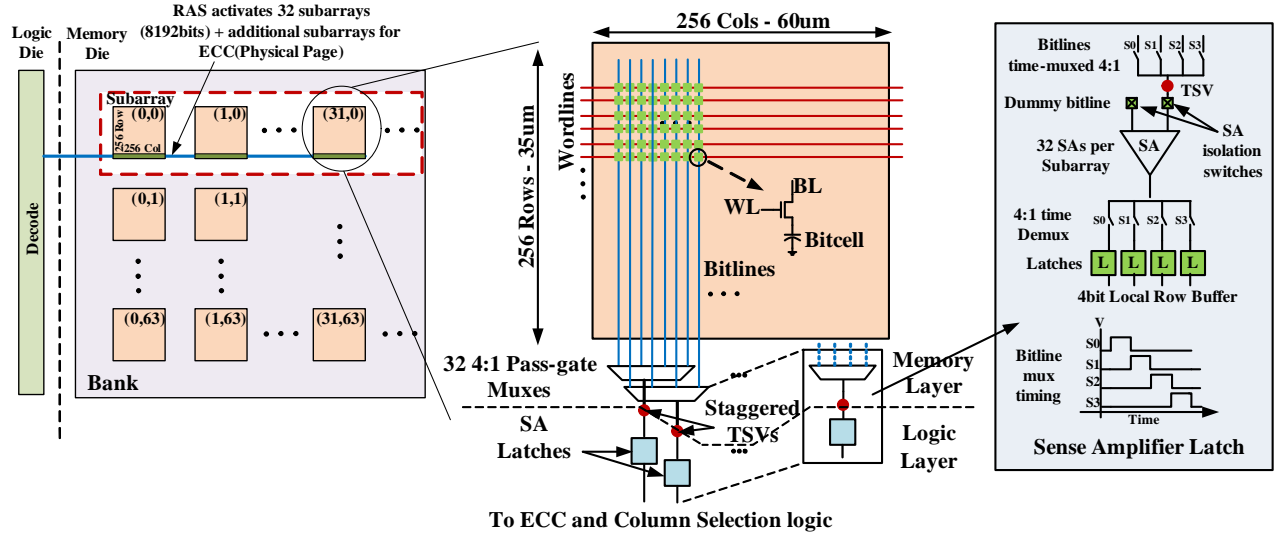 RAS activates 32 subarrays
(8192bits) + additional subarrays for
ECC(Physical Page)
Logic
Die
Memory
Die
Decode
Subarray
(0,0)
(1,0)
(31,0)
256 Row
256 Col
(0,1)
(1,1)
(0,63)
(1,63)
(31,63)
Bank
256 Cols - 60um
256 Rows - 35um
Wordlines
BL
WL
Bitcell
Bitlines
32 4:1 Pass-gate
Muxes
Memory
Layer
SA
Latches
Staggered
TSVs
Logic
Layer
To ECC and Column Selection logic
Bitlines
time-muxed 4:1
S0 S1 S2 S3
TSV
Dummy bitline
SA
isolation
switches
32 SAs per
Subarray
SA
4:1 time
Demux
S0 S1 S2 S3
Latches
L L L L
4bit Local Row Buffer
Bitline
mux
timing
V
S0
S1
S2
S3
Time
Sense Amplifier Latch